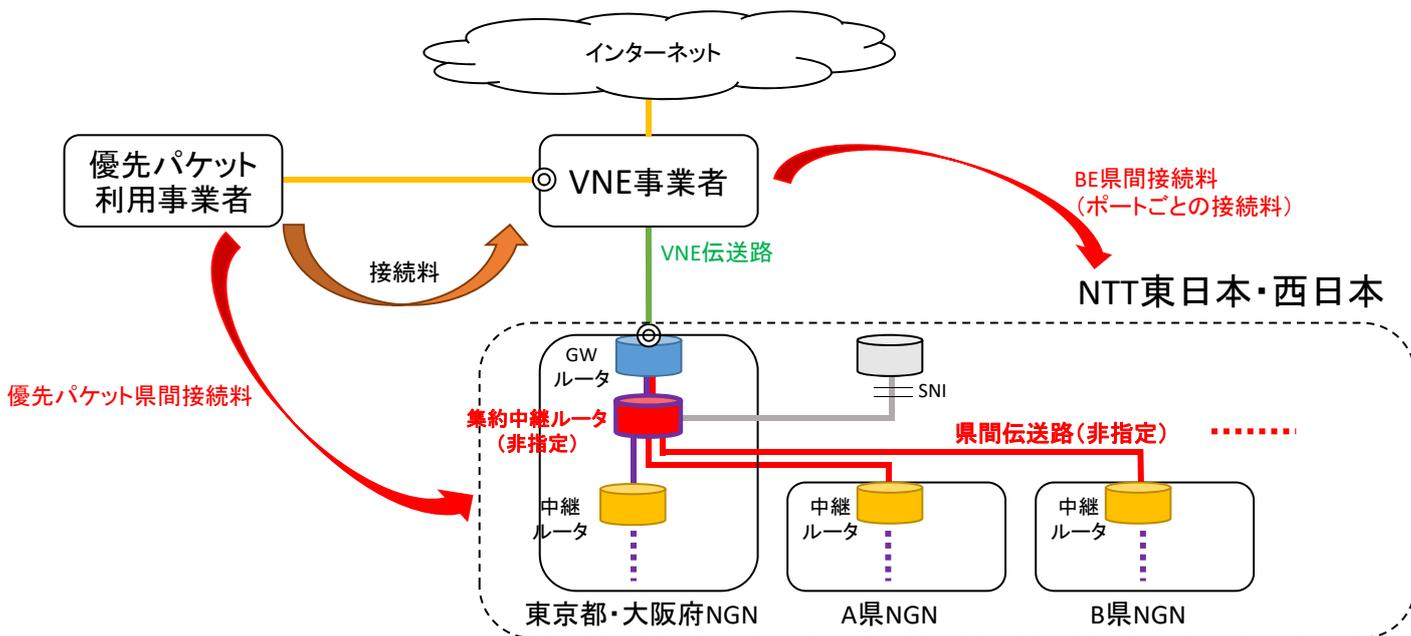 インターネット
優先パケット
利用事業者
VNE事業者
BE県間接続料
(ポートごとの接続料)
接続料
VNE伝送路
NTT東日本・西日本
優先パケット県間接続料
GW
ルータ
SNI
集約中継ルータ
(非指定)
県間伝送路(非指定)
中継
ルータ
中継
ルータ
中継
ルータ
東京都・大阪府NGN
A県NGN
B県NGN